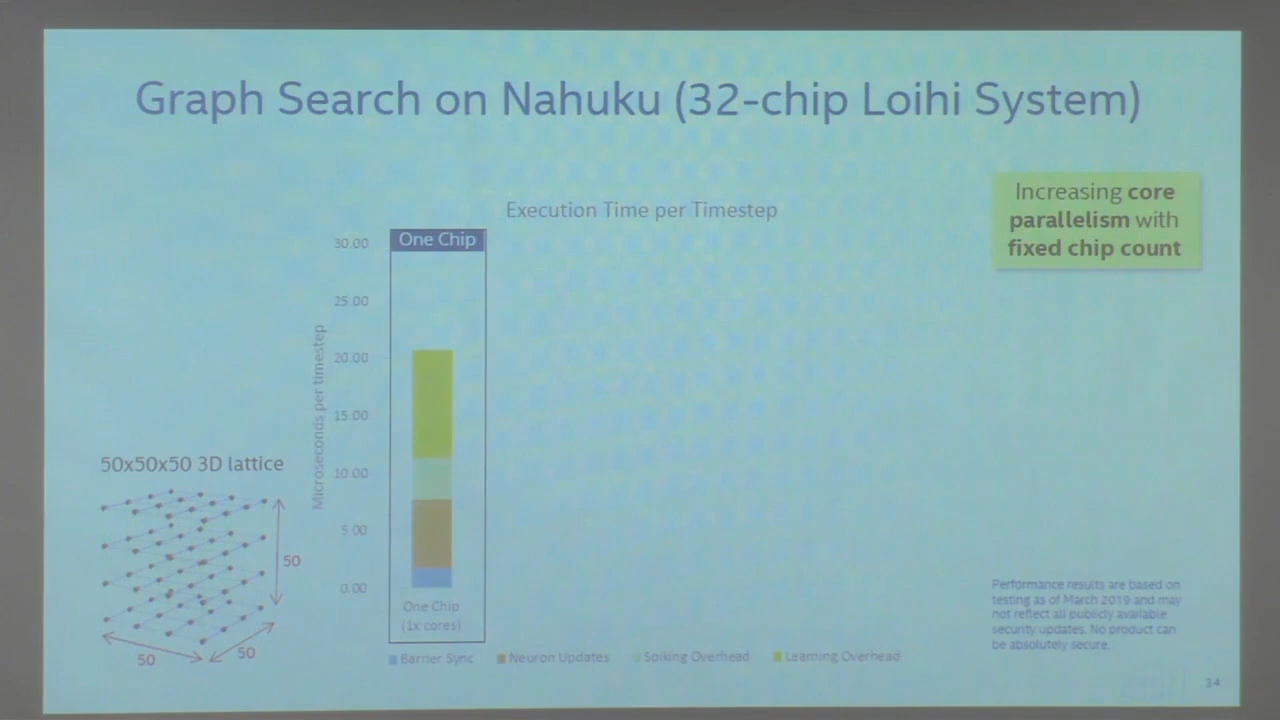 Graph Search on Nahuku (32-chip Loihi System)
Increasing core
parallelism with
fixed chip count
Execution Time per Timestep
One Chip
30.00
25.00
20.00
15.00
10.00
5.00
0.00
Microseconds per timestep
One Chip
(1x cores)
Barrier Sync
Neuron Updates
Spiking Overhead
Learning Overhead
50x50x50 3D lattice
50
50
50
Performance results are based on
testing as of March 2019 and may
not reflect all publicly available
security updates. No product can
be absolutely secure.
34